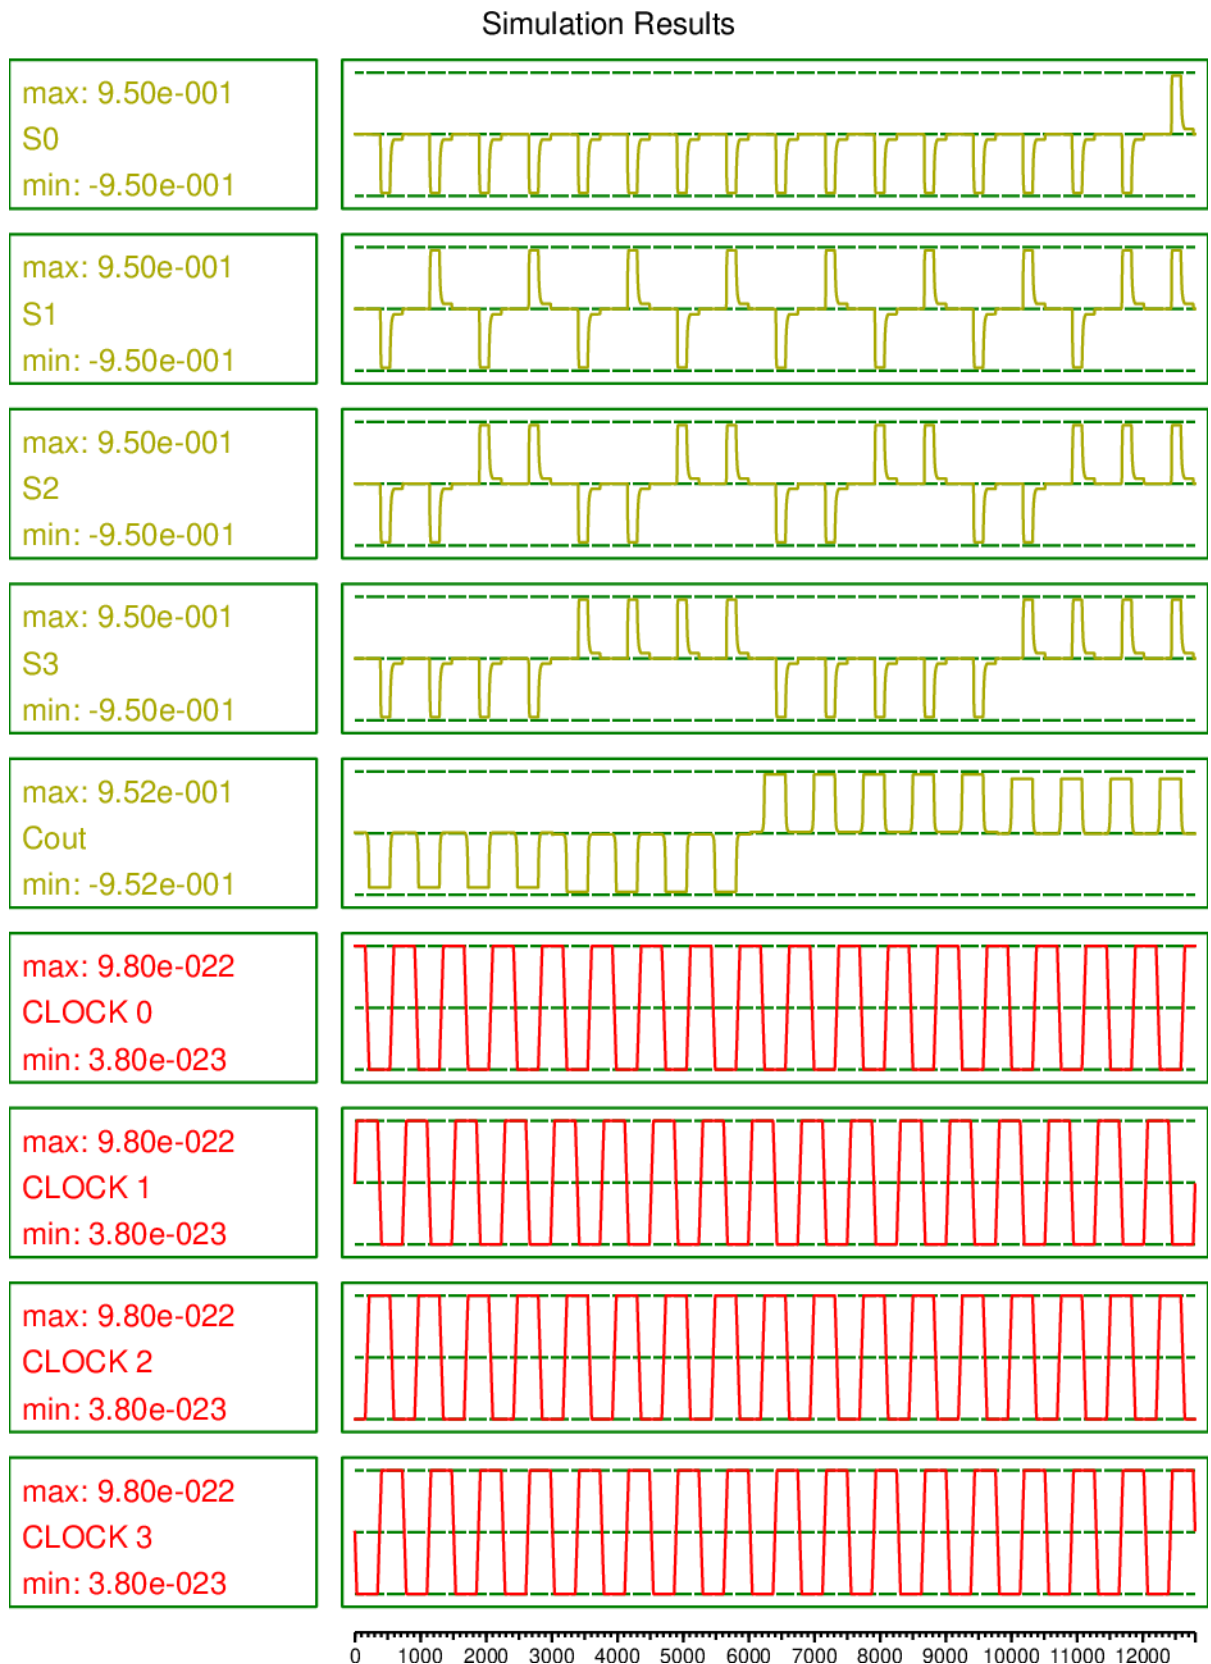 Simulation Results
max: 9.50e-001
S0
min: -9.50e-001
max: 9.50e-001
S1
min: -9.50e-001
max: 9.50e-001
S2
min: -9.50e-001
max: 9.50e-001
S3
min: -9.50e-001
max: 9.52e-001
Cout
min: -9.52e-001
max: 9.80e-022
CLOCK 0
min: 3.80e-023
max: 9.80e-022
CLOCK 1
min: 3.80e-023
max: 9.80e-022
CLOCK 2
min: 3.80e-023
max: 9.80e-022
CLOCK 3
min: 3.80e-023
0 1000 2000 3000 4000 5000 6000 7000 8000 9000 10000 11000 12000